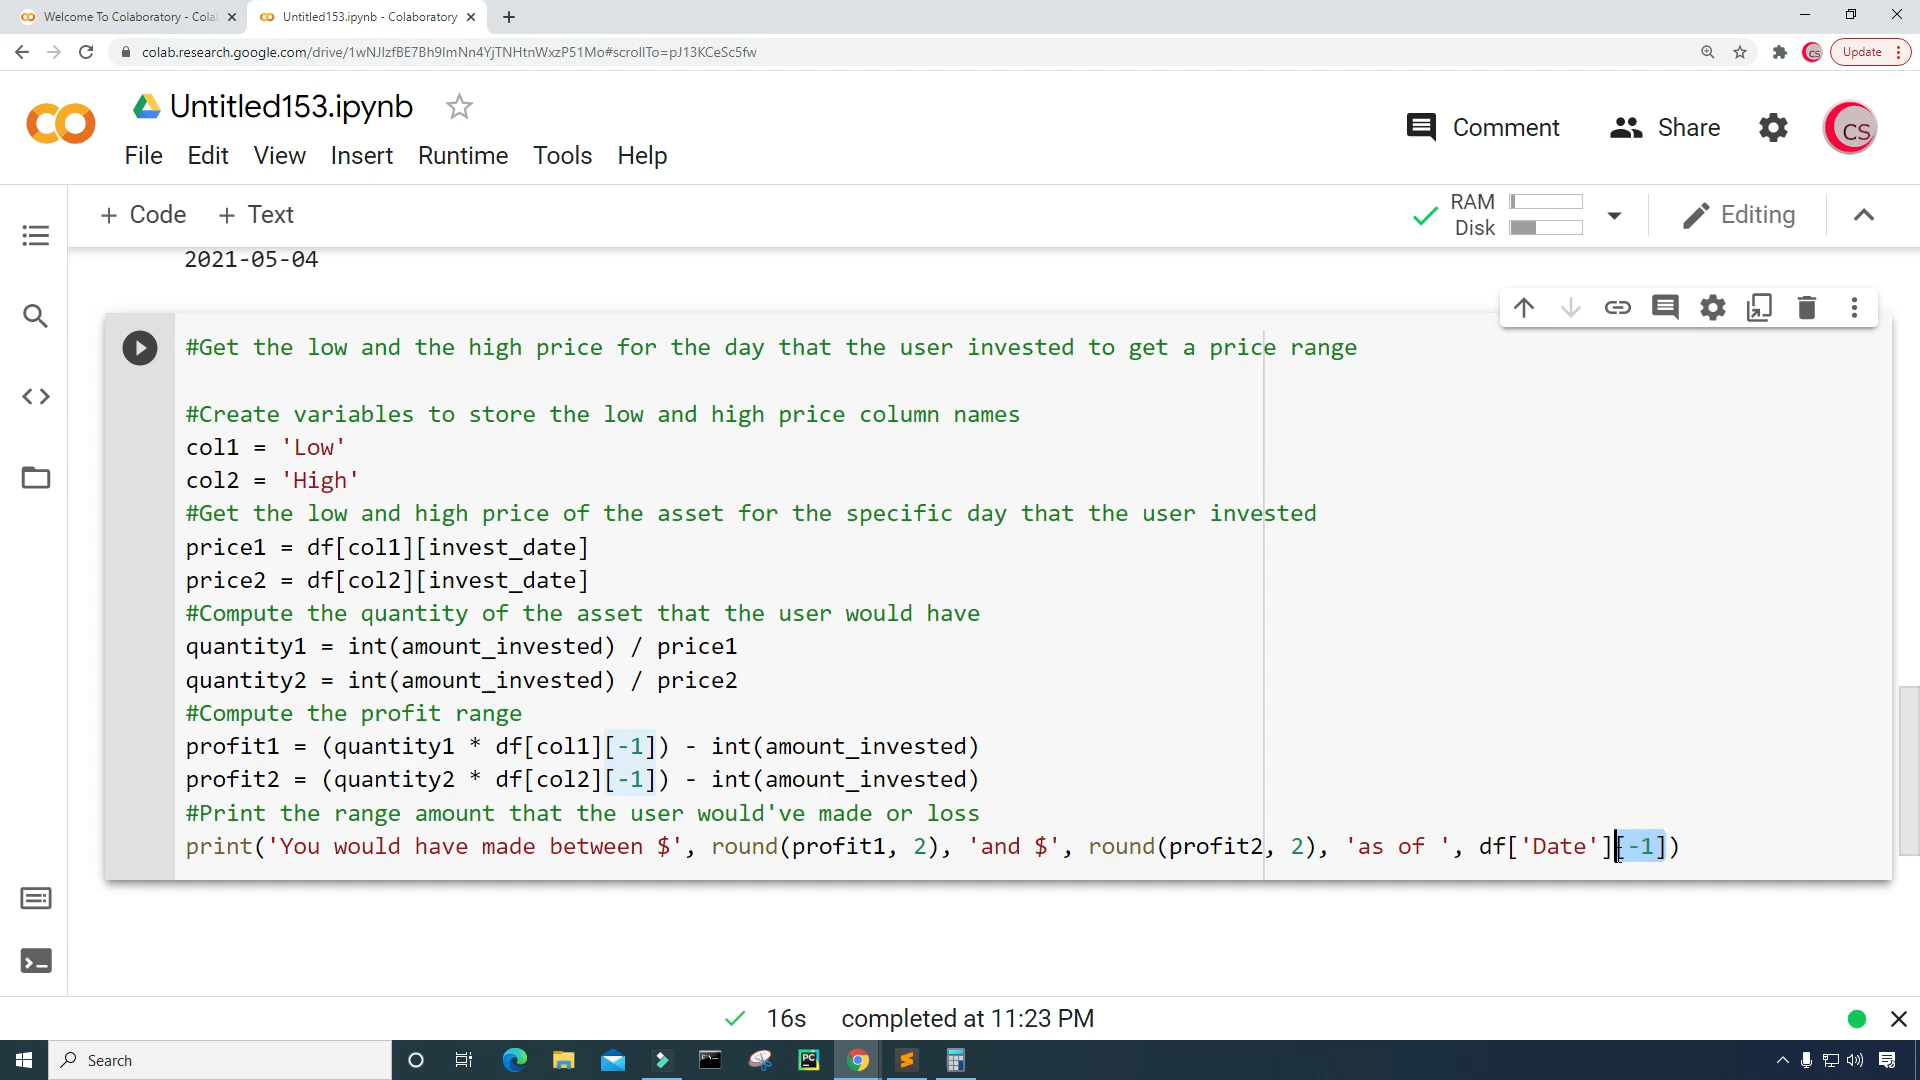 Welcome To Colaboratory - Cola
Untitled153.ipynb - Colaboratory
colab.research.google.com/drive/1wNJIzfBE7Bh9ImNn4YjTNHtnWxzP51Mo#scrollTo=pJ13KCeSc5fw
CS
Update
Untitled153.ipynb
File Edit View Insert Runtime Tools Help
Comment
Share
CS
+ Code
+ Text
RAM
Disk
Editing
2021-05-04
#Get the low and the high price for the day that the user invested to get a price range
#Create variables to store the low and high price column names
col1 = 'Low'
col2 = 'High'
#Get the low and high price of the asset for the specific day that the user invested
price1 = df[col1][invest_date]
price2 = df[col2][invest_date]
#Compute the quantity of the asset that the user would have
quantity1 = int(amount_invested) / price1
quantity2 = int(amount_invested) / price2
#Compute the profit range
profit1 = (quantity1 * df[col1][-1]) - int(amount_invested)
profit2 = (quantity2 * df[col2][-1]) - int(amount_invested)
#Print the range amount that the user would've made or loss
print('You would have made between $', round(profit1, 2), 'and $', round(profit2, 2), 'as of ', df['Date'][-1])
16s completed at 11:23 PM
Search
PC